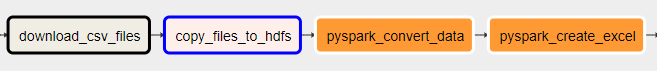 download_csv_files
copy_files_to_hdfs
pyspark_convert_data
pyspark_create_excel